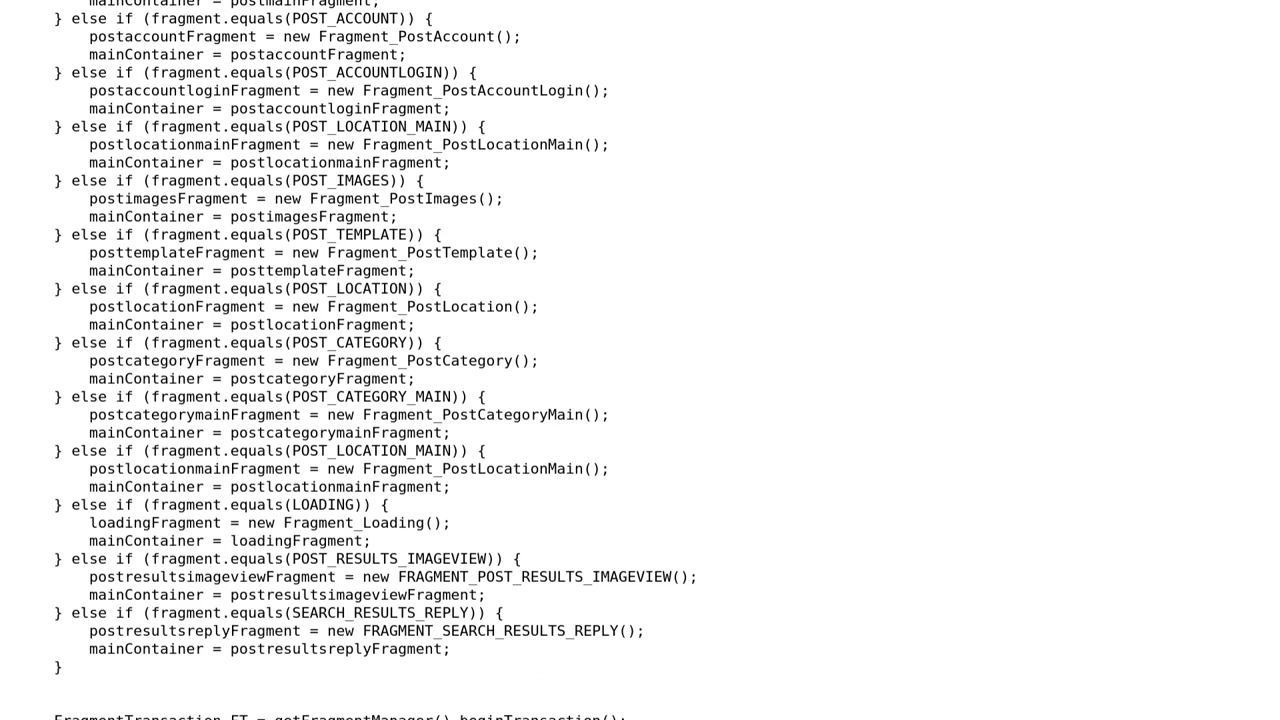 mainContainer = postmainFragment;
} else if (fragment.equals(POST_ACCOUNT)) {
postaccountFragment = new Fragment_PostAccount();
mainContainer = postaccountFragment;
} else if (fragment.equals(POST_ACCOUNTLOGIN)) {
postaccountloginFragment = new Fragment_PostAccountLogin();
mainContainer = postaccountloginFragment;
} else if (fragment.equals(POST_LOCATION_MAIN)) {
postlocationmainFragment = new Fragment_PostLocationMain();
mainContainer = postlocationmainFragment;
} else if (fragment.equals(POST_IMAGES)) {
postimagesFragment = new Fragment_PostImages();
mainContainer = postimagesFragment;
} else if (fragment.equals(POST_TEMPLATE)) {
posttemplateFragment = new Fragment_PostTemplate();
mainContainer = posttemplateFragment;
} else if (fragment.equals(POST_LOCATION)) {
postlocationFragment = new Fragment_PostLocation();
mainContainer = postlocationFragment;
} else if (fragment.equals(POST_CATEGORY)) {
postcategoryFragment = new Fragment_PostCategory();
mainContainer = postcategoryFragment;
} else if (fragment.equals(POST_CATEGORY_MAIN)) {
postcategorymainFragment = new Fragment_PostCategoryMain();
mainContainer = postcategorymainFragment;
} else if (fragment.equals(POST_LOCATION_MAIN)) {
postlocationmainFragment = new Fragment_PostLocationMain();
mainContainer = postlocationmainFragment;
} else if (fragment.equals(LOADING)) {
loadingFragment = new Fragment_Loading();
mainContainer = loadingFragment;
} else if (fragment.equals(POST_RESULTS_IMAGEVIEW)) {
postresultsimageviewFragment = new FRAGMENT_POST_RESULTS_IMAGEVIEW();
mainContainer = postresultsimageviewFragment;
} else if (fragment.equals(SEARCH_RESULTS_REPLY)) {
postresultsreplyFragment = new FRAGMENT_SEARCH_RESULTS_REPLY();
mainContainer = postresultsreplyFragment;
}
FragmentTransaction FT = getFragmentManager().beginTransaction();